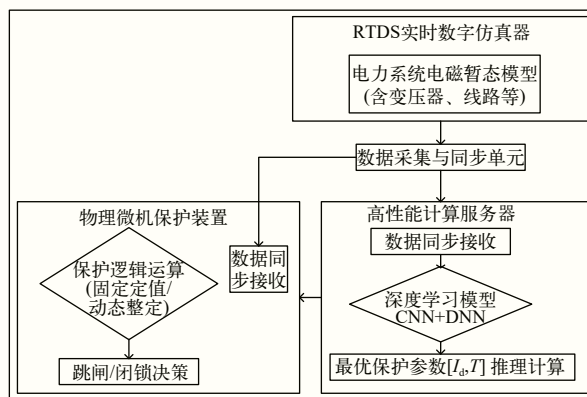 RTDS实时数字仿真器
电力系统电磁暂态模型
(含变压器、线路等)
数据采集与同步单元
物理微机保护装置
数据同
步接收
保护逻辑运算
(固定定值/
动态整定)
跳闸/闭锁决策
高性能计算服务器
数据同步接收
深度学习模型
CNN+DNN
最优保护参数[Id,T] 推理计算